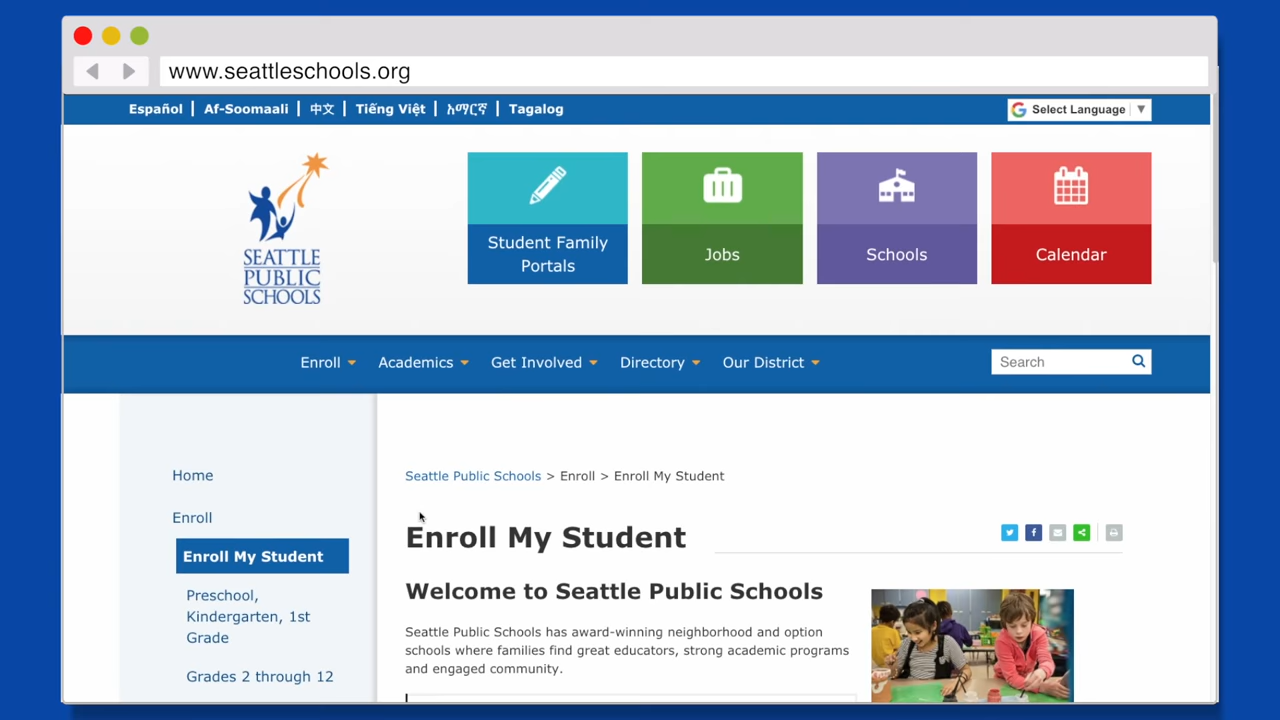 www.seattleschools.org
Español | Af-Soomaali | 中文 | Tiếng Việt | አማርኛ | Tagalog
Select Language
SEATTLE
PUBLIC
SCHOOLS
Student Family
Portals
Jobs
Schools
Calendar
Enroll
Academics
Get Involved
Directory
Our District
Search
Home
Enroll
Enroll My Student
Preschool,
Kindergarten, 1st
Grade
Grades 2 through 12
Seattle Public Schools > Enroll > Enroll My Student
Enroll My Student
Welcome to Seattle Public Schools
Seattle Public Schools has award-winning neighborhood and option
schools where families find great educators, strong academic programs
and engaged community.